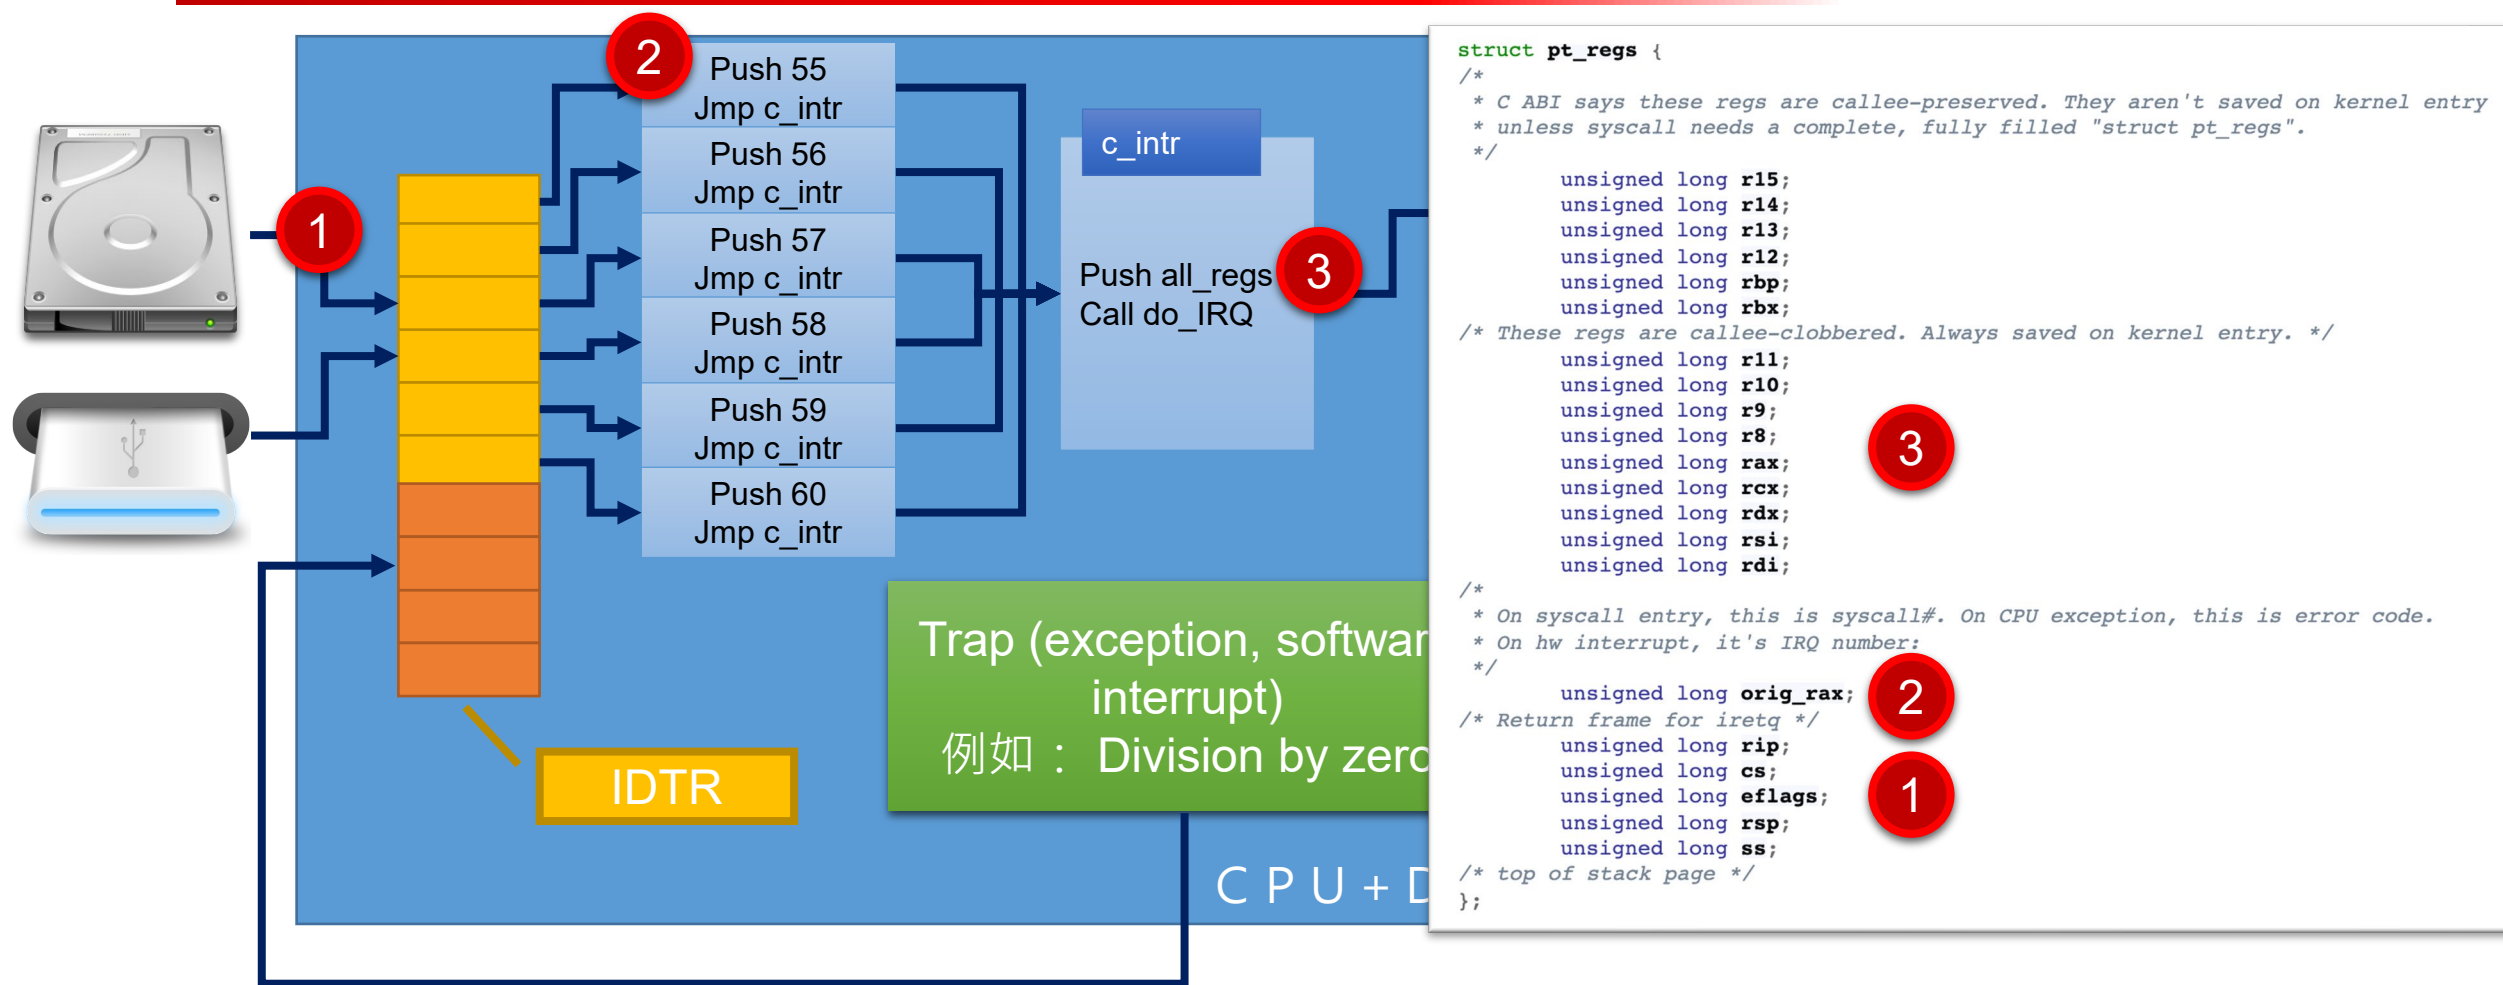 2
Push 55
Jmp c_intr
Push 56
Jmp c_intr
Push 57
Jmp c_intr
Push 58
Jmp c_intr
Push 59
Jmp c_intr
Push 60
Jmp c_intr
1
c_intr
Push all_regs
Call do_IRQ
3
Trap (exception, softwar
interrupt)
例如： Division by zero
IDTR
CPU+D
struct pt_regs {
/*
 * C ABI says these regs are callee-preserved. They aren't saved on kernel entry
 * unless syscall needs a complete, fully filled "struct pt_regs".
 */
unsigned long r15;
unsigned long r14;
unsigned long r13;
unsigned long r12;
unsigned long rbp;
unsigned long rbx;
/* These regs are callee-clobbered. Always saved on kernel entry. */
unsigned long r11;
unsigned long r10;
unsigned long r9;
unsigned long r8;
unsigned long rax;
unsigned long rcx;
unsigned long rdx;
unsigned long rsi;
unsigned long rdi;
3
/*
 * On syscall entry, this is syscall#. On CPU exception, this is error code.
 * On hw interrupt, it's IRQ number:
 */
unsigned long orig_rax;
2
/* Return frame for iretq */
unsigned long rip;
unsigned long cs;
unsigned long eflags;
unsigned long rsp;
unsigned long ss;
1
/* top of stack page */
};